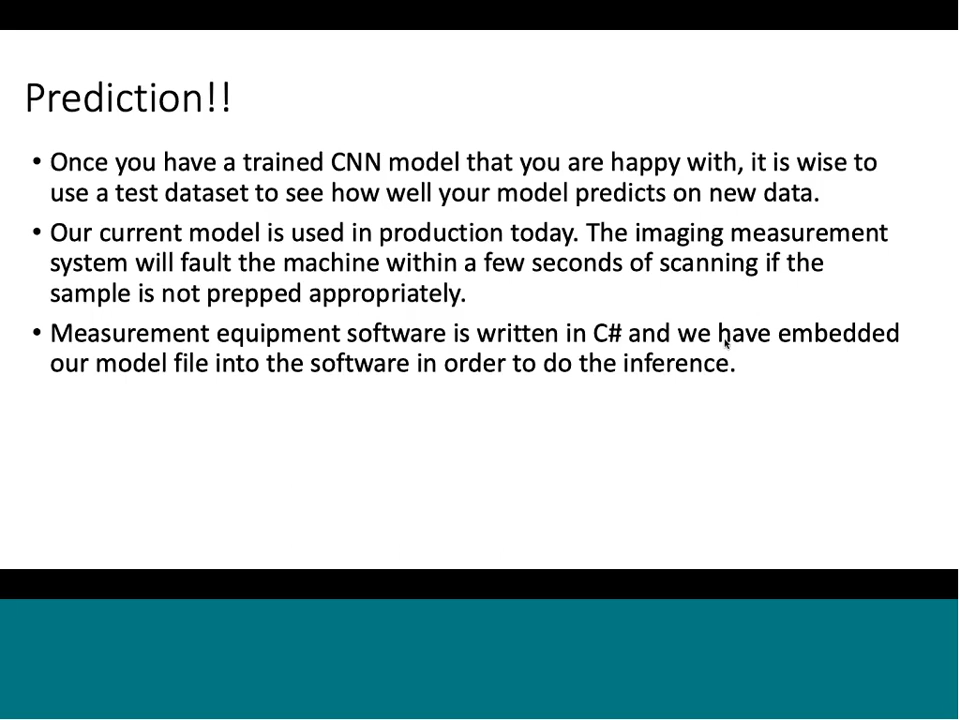 Prediction!!
• Once you have a trained CNN model that you are happy with, it is wise to
use a test dataset to see how well your model predicts on new data.
• Our current model is used in production today. The imaging measurement
system will fault the machine within a few seconds of scanning if the
sample is not prepped appropriately.
• Measurement equipment software is written in C# and we have embedded
our model file into the software in order to do the inference.